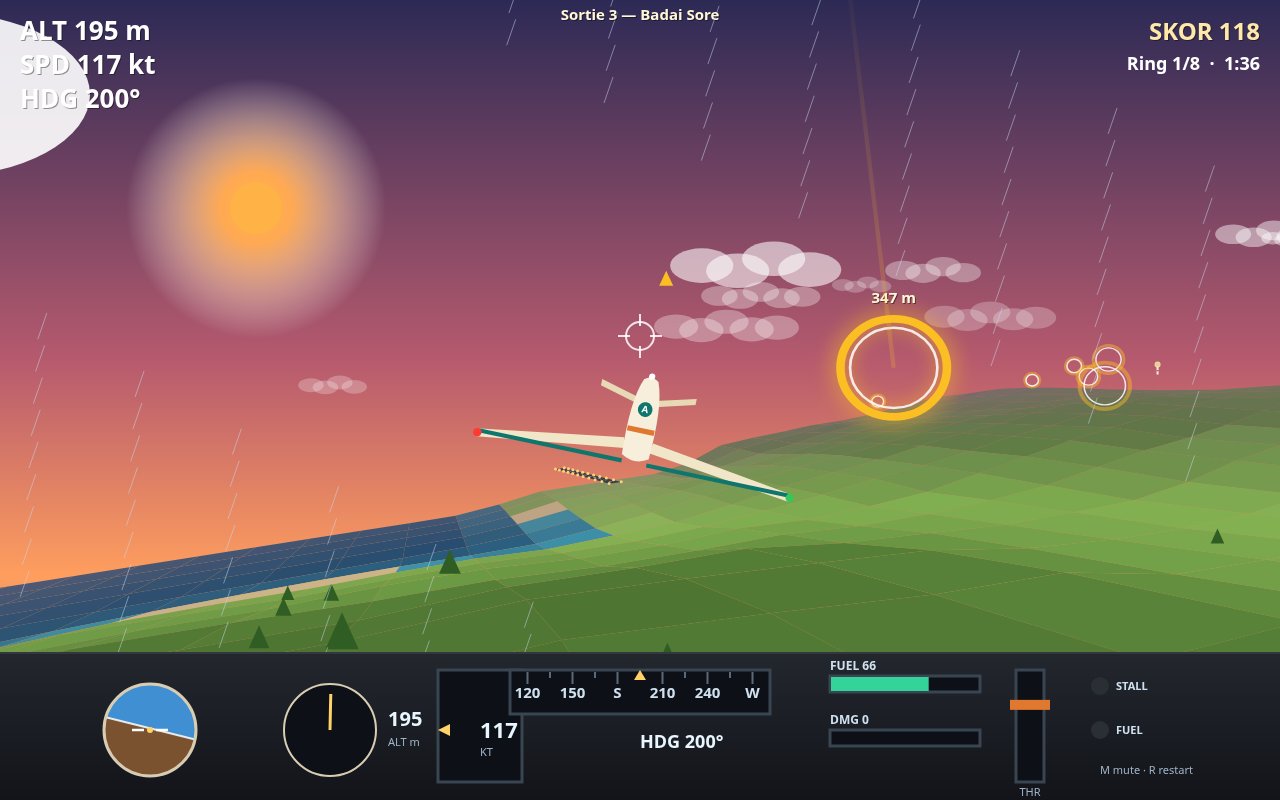 Sortie 3 — Badai Sore
ALT 195 m
SPD 117 kt
HDG 200°
SKOR 118
Ring 1/8 · 1:36
347 m
A
195
ALT m
117
KT
120 150 S 210 240 W
HDG 200°
FUEL 66
DMG 0
THR
STALL
FUEL
M mute · R restart